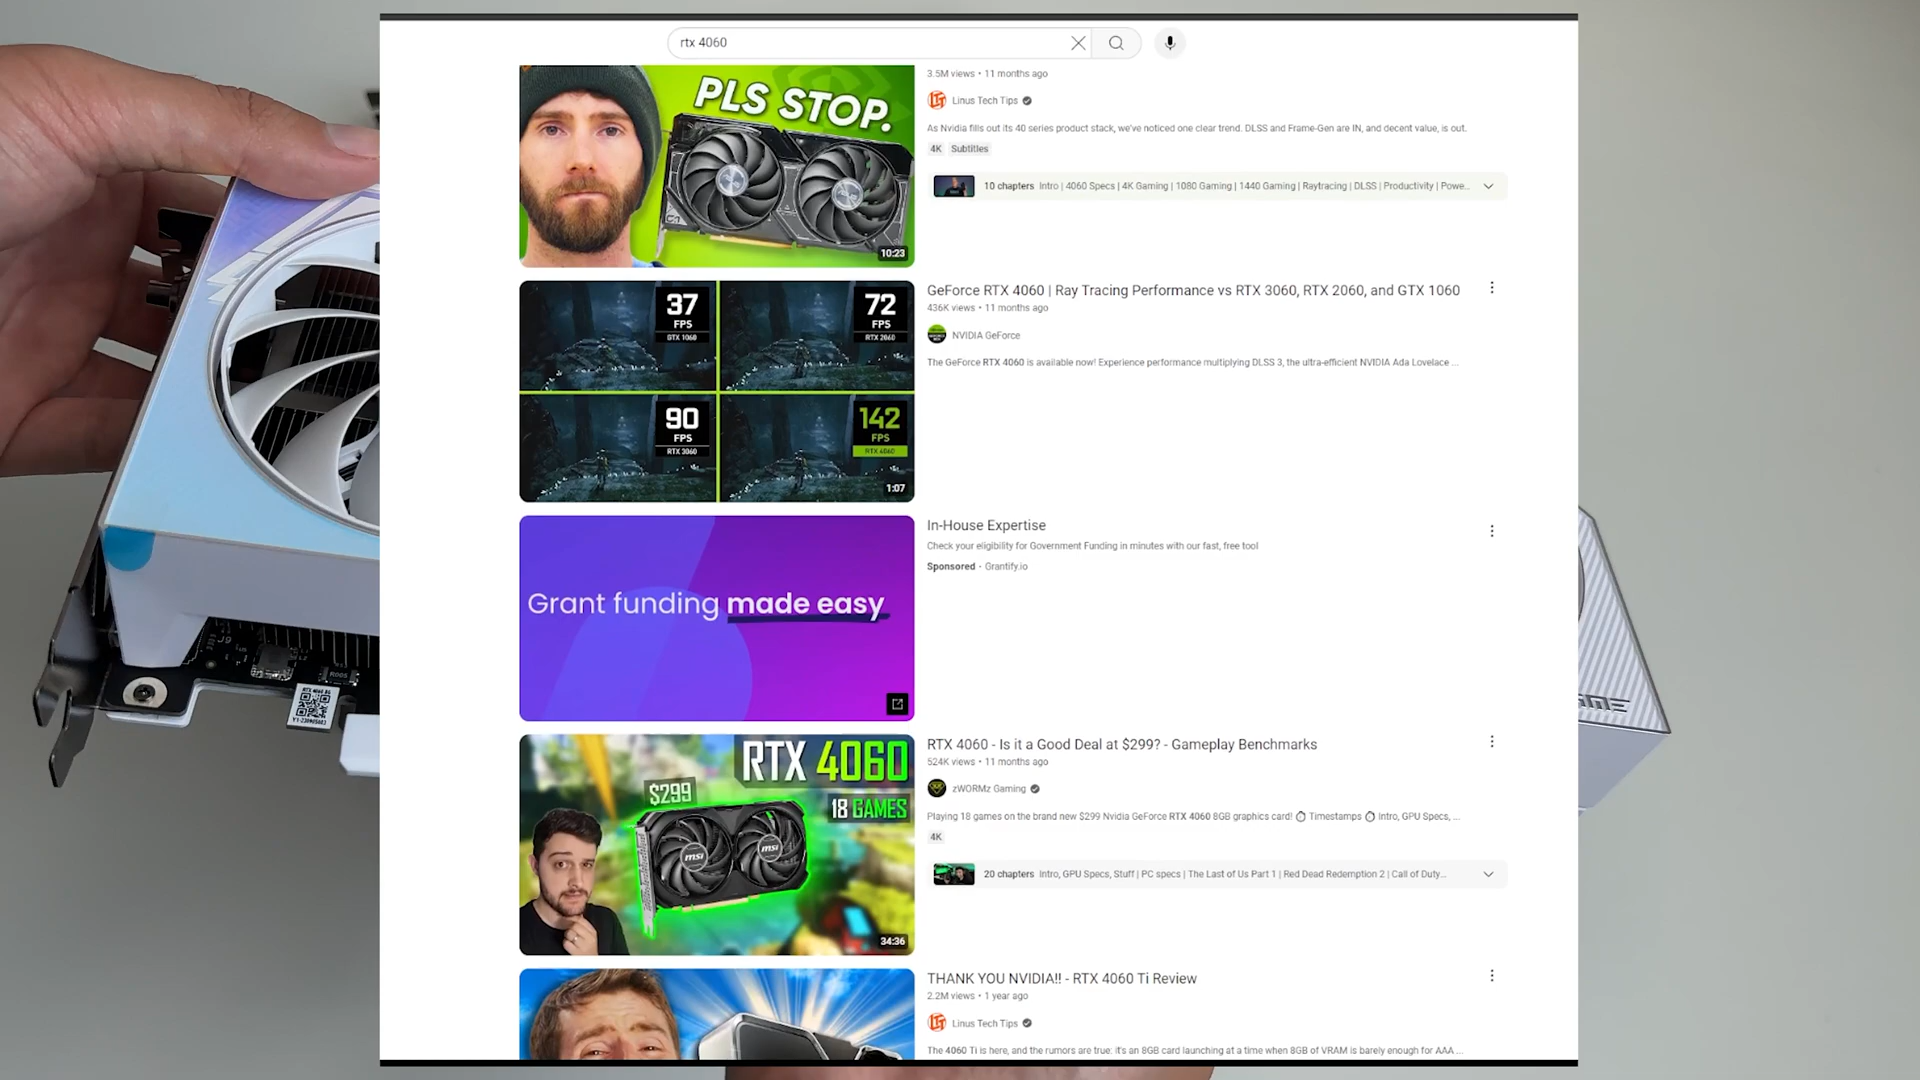 rtx 4060
PLS STOP.
10:23
3.5M views • 11 months ago
Linus Tech Tips
As Nvidia fills out its 40 series product stack, we've noticed one clear trend. DLSS and Frame-Gen are IN, and decent value, is out.
4K Subtitles
10 chapters Intro | 4060 Specs | 4K Gaming | 1080 Gaming | 1440 Gaming | Raytracing | DLSS | Productivity | Powe...
37
FPS
GTX 1060
72
FPS
RTX 2060
90
FPS
RTX 3060
142
FPS
RTX 4060
1:07
GeForce RTX 4060 | Ray Tracing Performance vs RTX 3060, RTX 2060, and GTX 1060
436K views • 11 months ago
NVIDIA GeForce
The GeForce RTX 4060 is available now! Experience performance multiplying DLSS 3, the ultra-efficient NVIDIA Ada Lovelace ...
Grant funding made easy
In-House Expertise
Check your eligibility for Government Funding in minutes with our fast, free tool
Sponsored · Grantify.io
RTX 4060
$299
18 GAMES
msi
msi
34:36
RTX 4060 - Is it a Good Deal at $299? - Gameplay Benchmarks
524K views • 11 months ago
zWORMz Gaming
Playing 18 games on the brand new $299 Nvidia GeForce RTX 4060 8GB graphics card! Timestamps Intro, GPU Specs, ...
4K
20 chapters Intro, GPU Specs, Stuff | PC specs | The Last of Us Part 1 | Red Dead Redemption 2 | Call of Duty...
THANK YOU NVIDIA!! - RTX 4060 Ti Review
2.2M views • 1 year ago
Linus Tech Tips
The 4060 Ti is here, and the rumors are true: it's an 8GB card launching at a time when 8GB of VRAM is barely enough for AAA ...
J9
R005